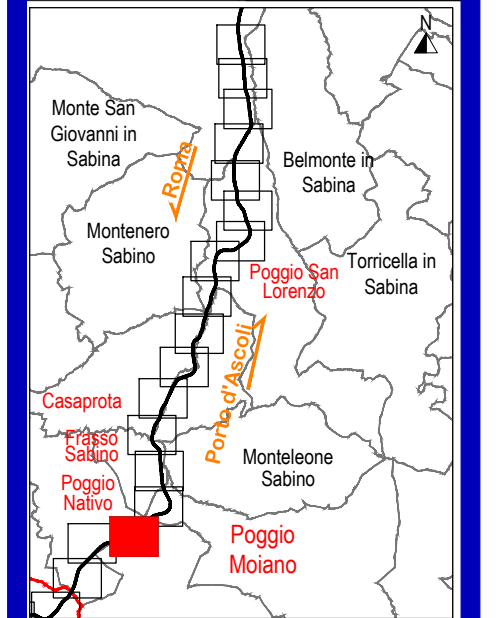 N
Monte San
Giovanni in
Sabina
Roma
Belmonte in
Sabina
Montenero
Sabino
Torricella in
Sabina
Poggio San
Lorenzo
Porto d'Ascoli
Casaprota
Frasso
Sabino
Monteleone
Sabino
Poggio
Nativo
Poggio
Moiano